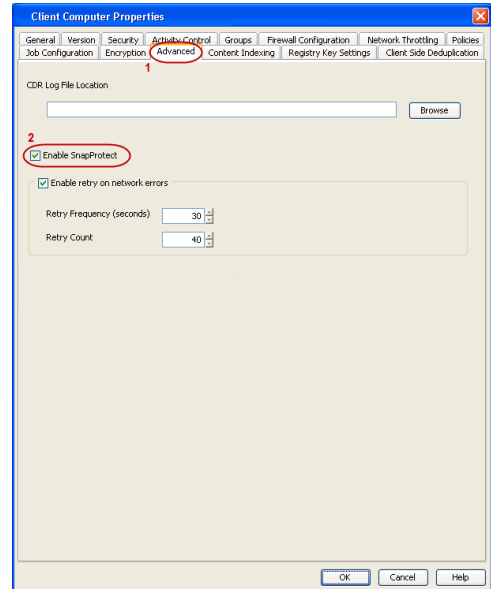 Client Computer Properties
General Version Security Activity Control Groups Firewall Configuration Network Throttling Policies
Job Configuration Encryption Advanced Content Indexing Registry Key Settings Client Side Deduplication
1
CDR Log File Location
Browse
2
Enable SnapProtect
Enable retry on network errors
Retry Frequency (seconds) 30
Retry Count 40
OK Cancel Help